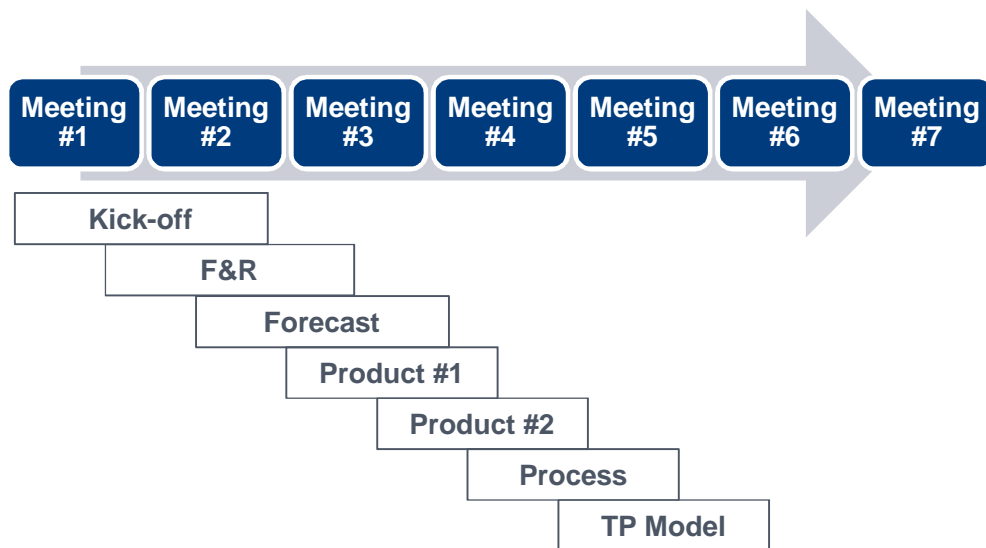 Meeting
#1
Meeting
#2
Meeting
#3
Meeting
#4
Meeting
#5
Meeting
#6
Meeting
#7
Kick-off
F&R
Forecast
Product #1
Product #2
Process
TP Model